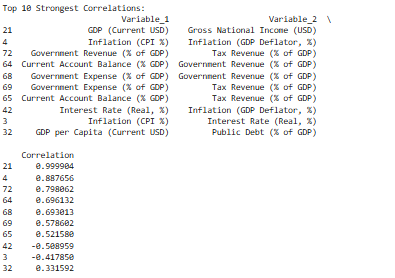 Top 10 Strongest Correlations:
Variable_1 Variable_2 \
21 GDP (Current USD) Gross National Income (USD)
4 Inflation (CPI %) Inflation (GDP Deflator, %)
72 Government Revenue (% of GDP) Tax Revenue (% of GDP)
64 Current Account Balance (% GDP) Government Revenue (% of GDP)
68 Government Expense (% of GDP) Government Revenue (% of GDP)
69 Government Expense (% of GDP) Tax Revenue (% of GDP)
65 Current Account Balance (% GDP) Tax Revenue (% of GDP)
42 Interest Rate (Real, %) Inflation (GDP Deflator, %)
3 Inflation (CPI %) Interest Rate (Real, %)
32 GDP per Capita (Current USD) Public Debt (% of GDP)
Correlation
21 0.999904
4 0.887656
72 0.798062
64 0.696132
68 0.693013
69 0.578602
65 0.521580
42 -0.508959
3 -0.417850
32 0.331592